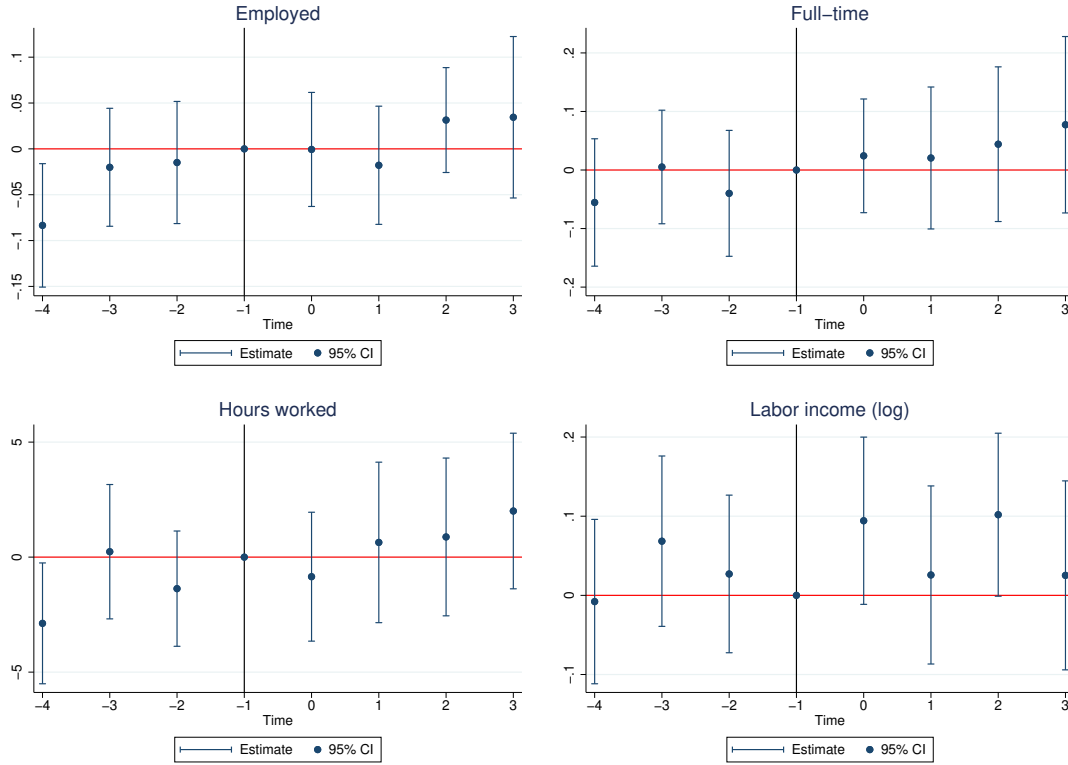 Employed
.1
.05
0
-.05
-.1
-.15
−4 −3 −2 −1 0 1 2 3
Time
Estimate 95% CI
Full−time
.2
.1
0
-.1
-.2
−4 −3 −2 −1 0 1 2 3
Time
Estimate 95% CI
Hours worked
5
0
-5
−4 −3 −2 −1 0 1 2 3
Time
Estimate 95% CI
Labor income (log)
.2
.1
0
-.1
−4 −3 −2 −1 0 1 2 3
Time
Estimate 95% CI